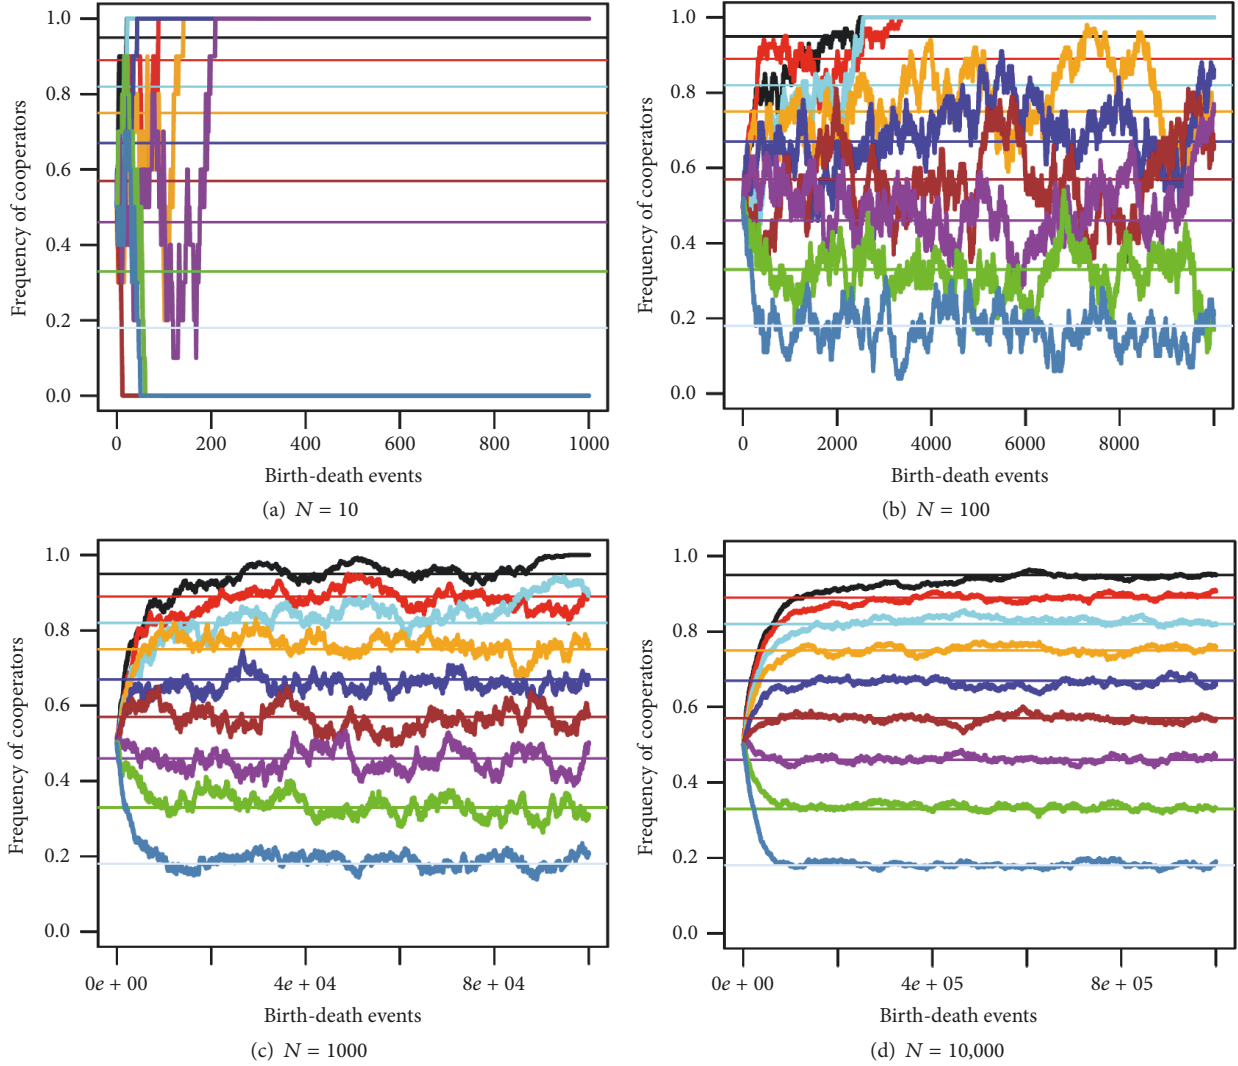 1.0
0.8
0.6
0.4
0.2
0.0
Frequency of cooperators
0
200
400
600
800
1000
Birth-death events
(a) N = 10
1.0
0.8
0.6
0.4
0.2
0.0
Frequency of cooperators
0
2000
4000
6000
8000
Birth-death events
(b) N = 100
1.0
0.8
0.6
0.4
0.2
0.0
Frequency of cooperators
0e + 00
4e + 04
8e + 04
Birth-death events
(c) N = 1000
1.0
0.8
0.6
0.4
0.2
0.0
Frequency of cooperators
0e + 00
4e + 05
8e + 05
Birth-death events
(d) N = 10,000